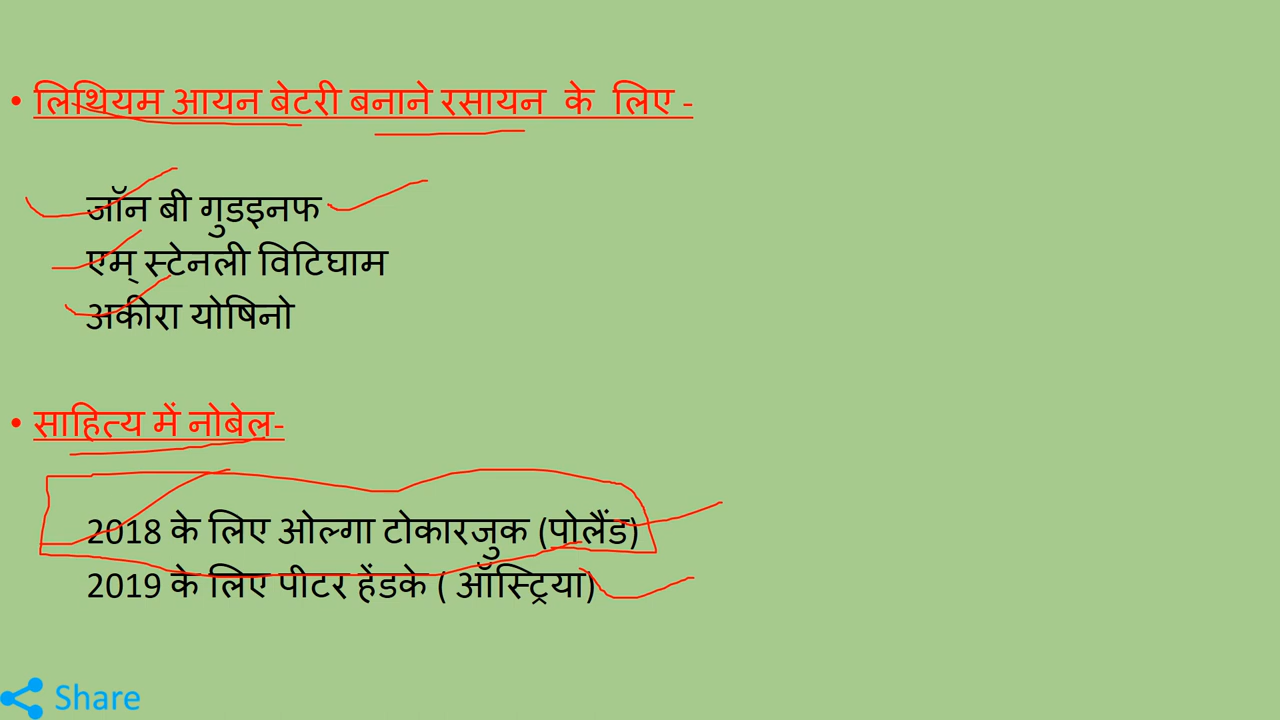 • लिथियम आयन बेटरी बनाने रसायन के लिए -
जॉन बी गुडइनफ
एम् स्टेनली विटिघाम
अकीरा योषिनो
• साहित्य में नोबेल-
2018 के लिए ओल्गा टोकारजुक (पोलैंड)
2019 के लिए पीटर हेंडके ( ऑस्ट्रिया)
Share